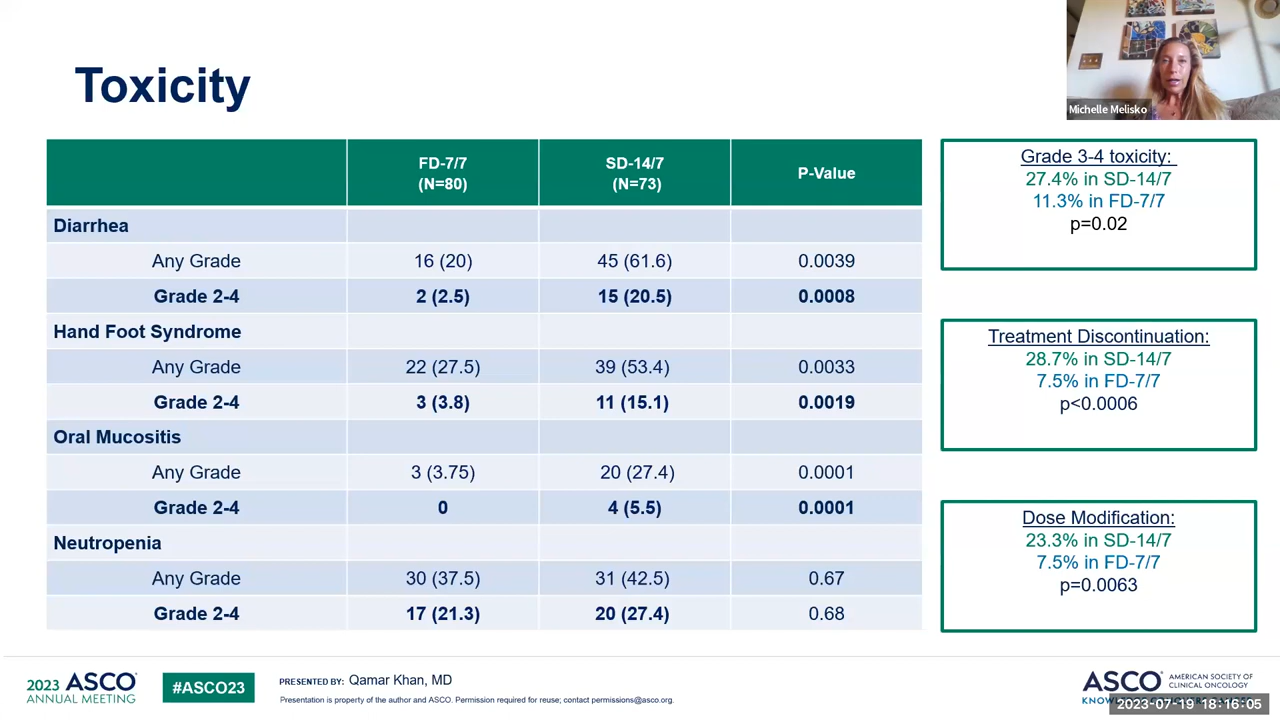 Toxicity
Michelle Melisko
FD-7/7 SD-14/7 P-Value
(N=80) (N=73)
Diarrhea
Any Grade 16 (20) 45 (61.6) 0.0039
Grade 2-4 2 (2.5) 15 (20.5) 0.0008
Hand Foot Syndrome
Any Grade 22 (27.5) 39 (53.4) 0.0033
Grade 2-4 3 (3.8) 11 (15.1) 0.0019
Oral Mucositis
Any Grade 3 (3.75) 20 (27.4) 0.0001
Grade 2-4 0 4 (5.5) 0.0001
Neutropenia
Any Grade 30 (37.5) 31 (42.5) 0.67
Grade 2-4 17 (21.3) 20 (27.4) 0.68
Grade 3-4 toxicity:
27.4% in SD-14/7
11.3% in FD-7/7
p=0.02
Treatment Discontinuation:
28.7% in SD-14/7
7.5% in FD-7/7
p<0.0006
Dose Modification:
23.3% in SD-14/7
7.5% in FD-7/7
p=0.0063
2023 ASCO
ANNUAL MEETING
#ASCO23
PRESENTED BY: Qamar Khan, MD
Presentation is property of the author and ASCO. Permission required for reuse; contact permissions@asco.org.
ASCO AMERICAN SOCIETY OF
CLINICAL ONCOLOGY
2023-07-19 18:16:05